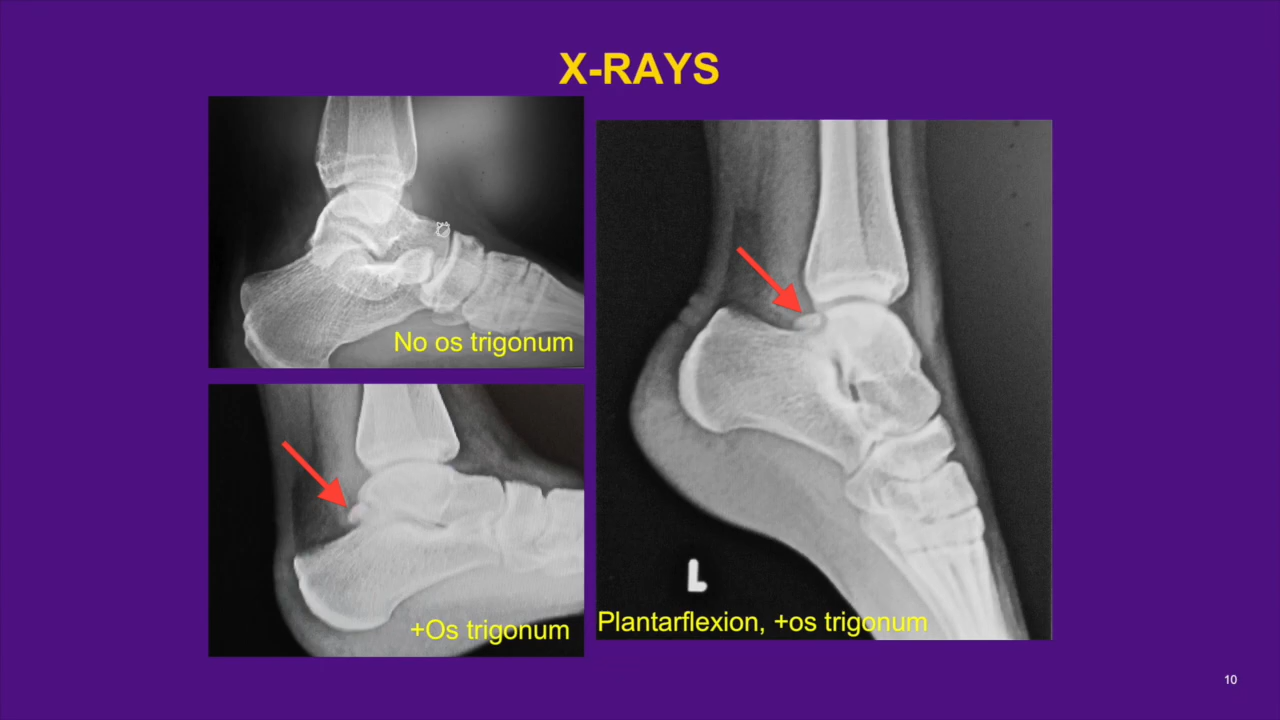 X-RAYS
No os trigonum
+Os trigonum
L
Plantarflexion, +os trigonum
10